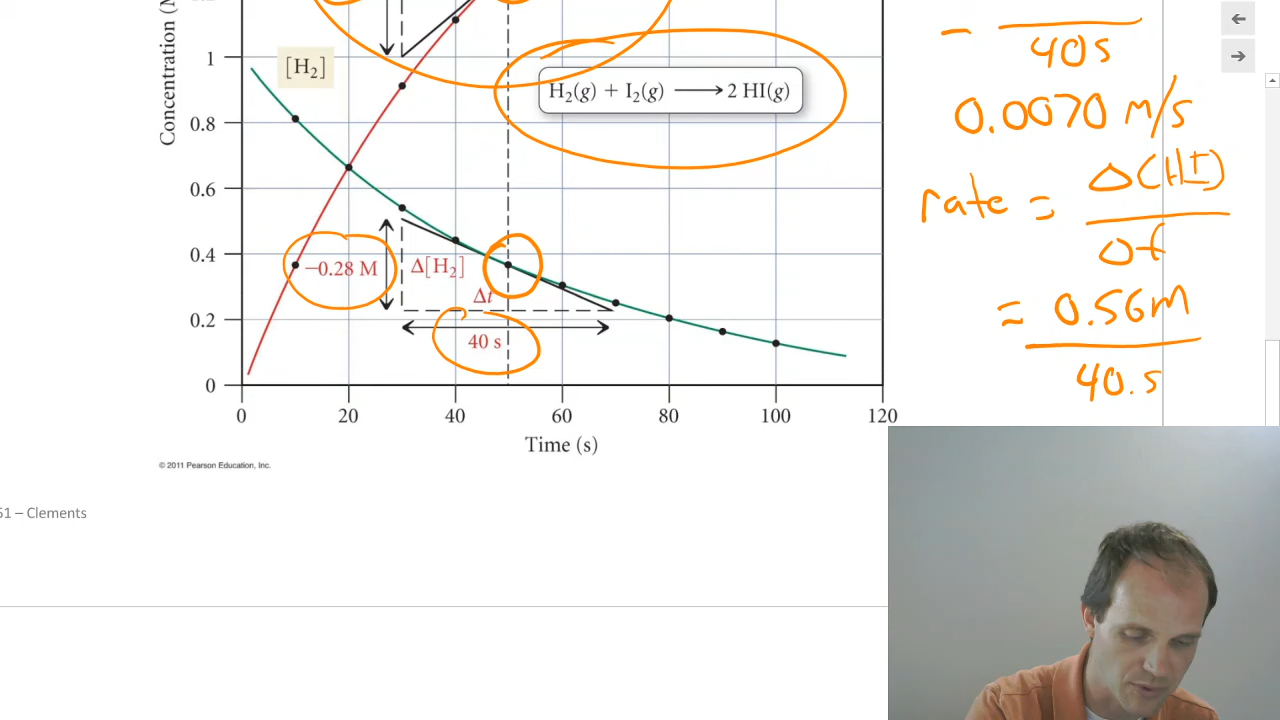 Concentration (M
1
0.8
0.6
0.4
0.2
0
0
20
40
60
80
100
120
Time (s)
[H₂]
H₂(g) + I₂(g) ⟶ 2 HI(g)
−0.28 M
Δ[H₂]
Δt
40 s
© 2011 Pearson Education, Inc.
51 – Clements
−
40 s
0.0070 M/s
rate = Δ(HI)
Δt
= 0.56 M
40. s